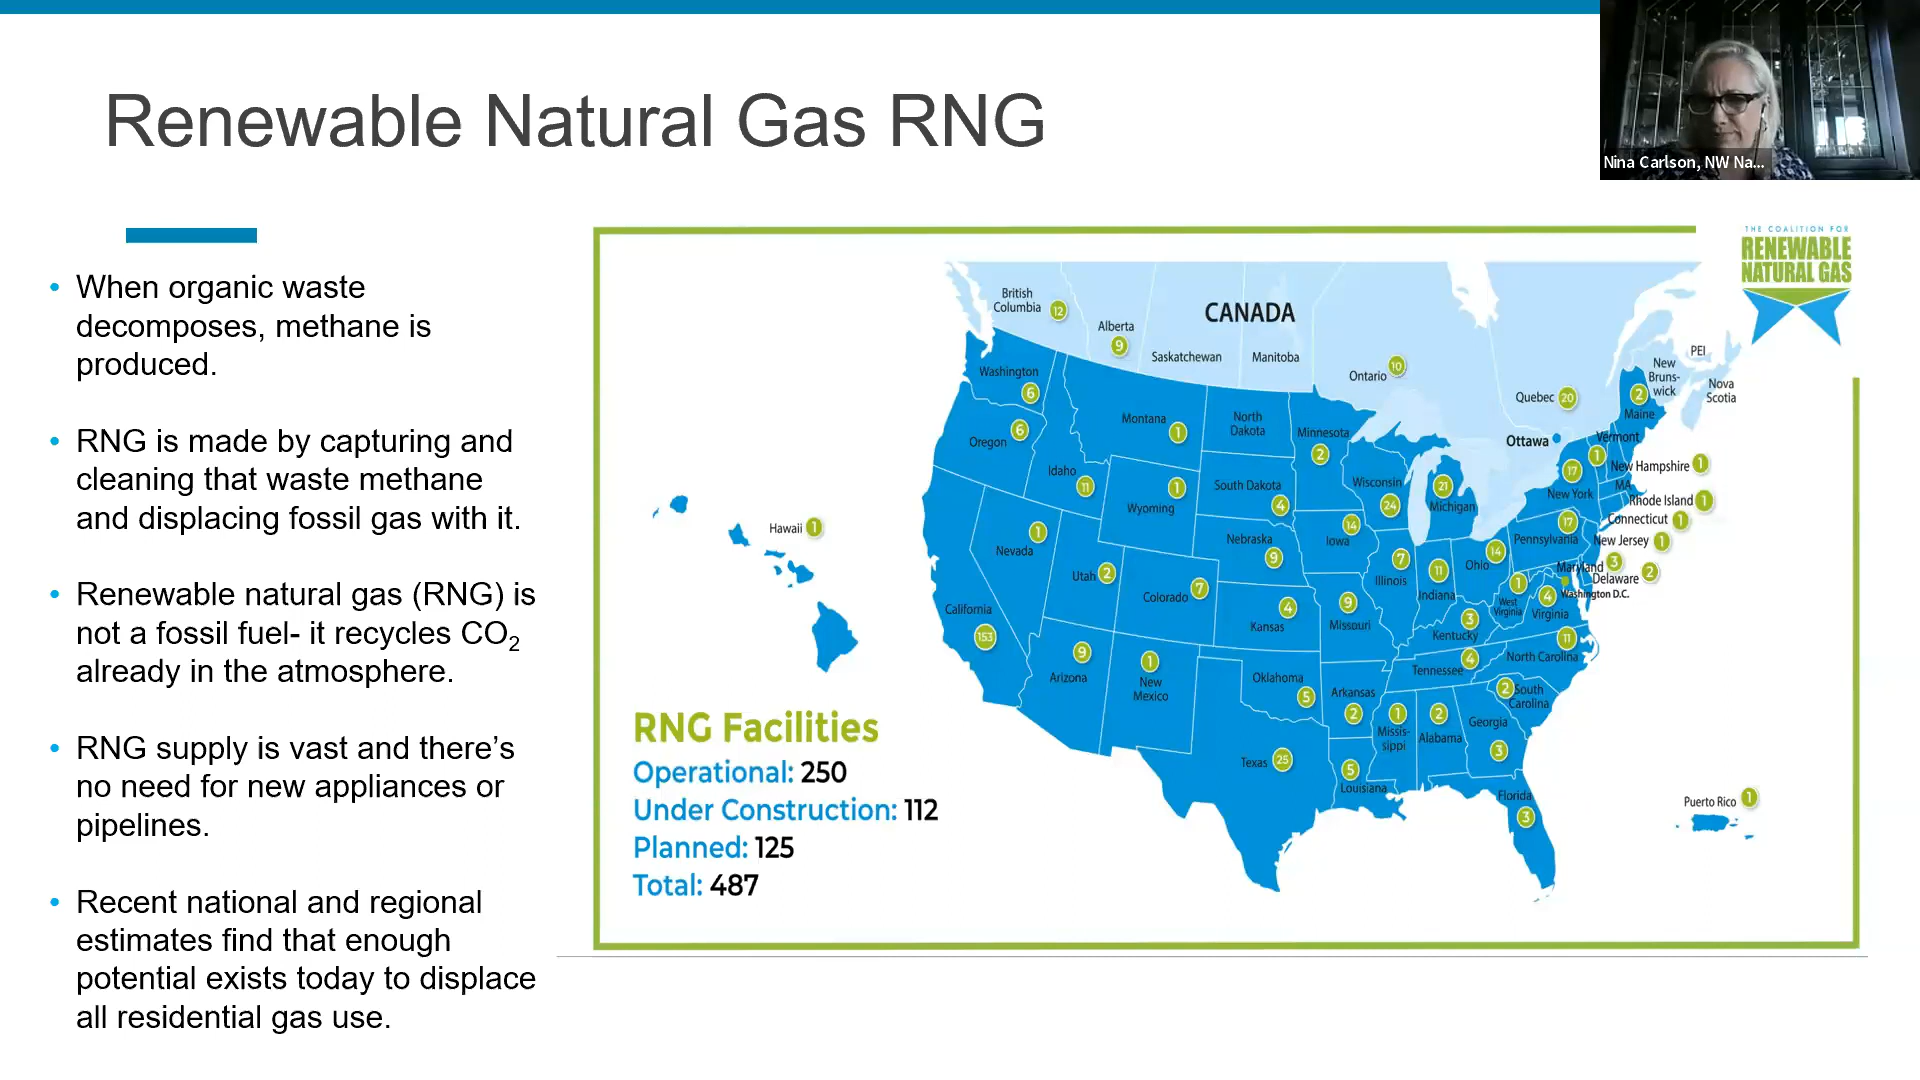 Renewable Natural Gas RNG
Nina Carlson, NW Na...
• When organic waste
decomposes, methane is
produced.
• RNG is made by capturing and
cleaning that waste methane
and displacing fossil gas with it.
• Renewable natural gas (RNG) is
not a fossil fuel- it recycles CO₂
already in the atmosphere.
• RNG supply is vast and there’s
no need for new appliances or
pipelines.
• Recent national and regional
estimates find that enough
potential exists today to displace
all residential gas use.
THE COALITION FOR
RENEWABLE
NATURAL GAS
CANADA
British
Columbia 12
Alberta
9
Saskatchewan
Manitoba
Ontario 10
Quebec 20
Ottawa
New
Bruns-
wick
PEI
Nova
Scotia
Washington
6
Oregon 6
Idaho
11
Montana 1
North
Dakota
Minnesota
2
Wisconsin
24
21
Michigan
2
Maine
Vermont
1
New Hampshire 1
17
New York
MA
Rhode Island 1
Connecticut 1
17
Pennsylvania
New Jersey 1
Maryland 3
Delaware 2
Washington D.C.
1
Wyoming
South Dakota
4
14
Iowa
Nebraska
9
1
Nevada
Utah 2
Colorado 7
4
Kansas
9
Missouri
7
Illinois
11
Indiana
14
Ohio
1
West
Virginia
4
Virginia
3
Kentucky
11
North Carolina
Tennessee 4
2 South
Carolina
California
153
9
Arizona
1
New
Mexico
Oklahoma
5
Arkansas
2
1
Missis-
sippi
2
Alabama
Georgia
3
Texas 25
5
Louisiana
Florida
3
Hawaii 1
Puerto Rico 1
RNG Facilities
Operational: 250
Under Construction: 112
Planned: 125
Total: 487